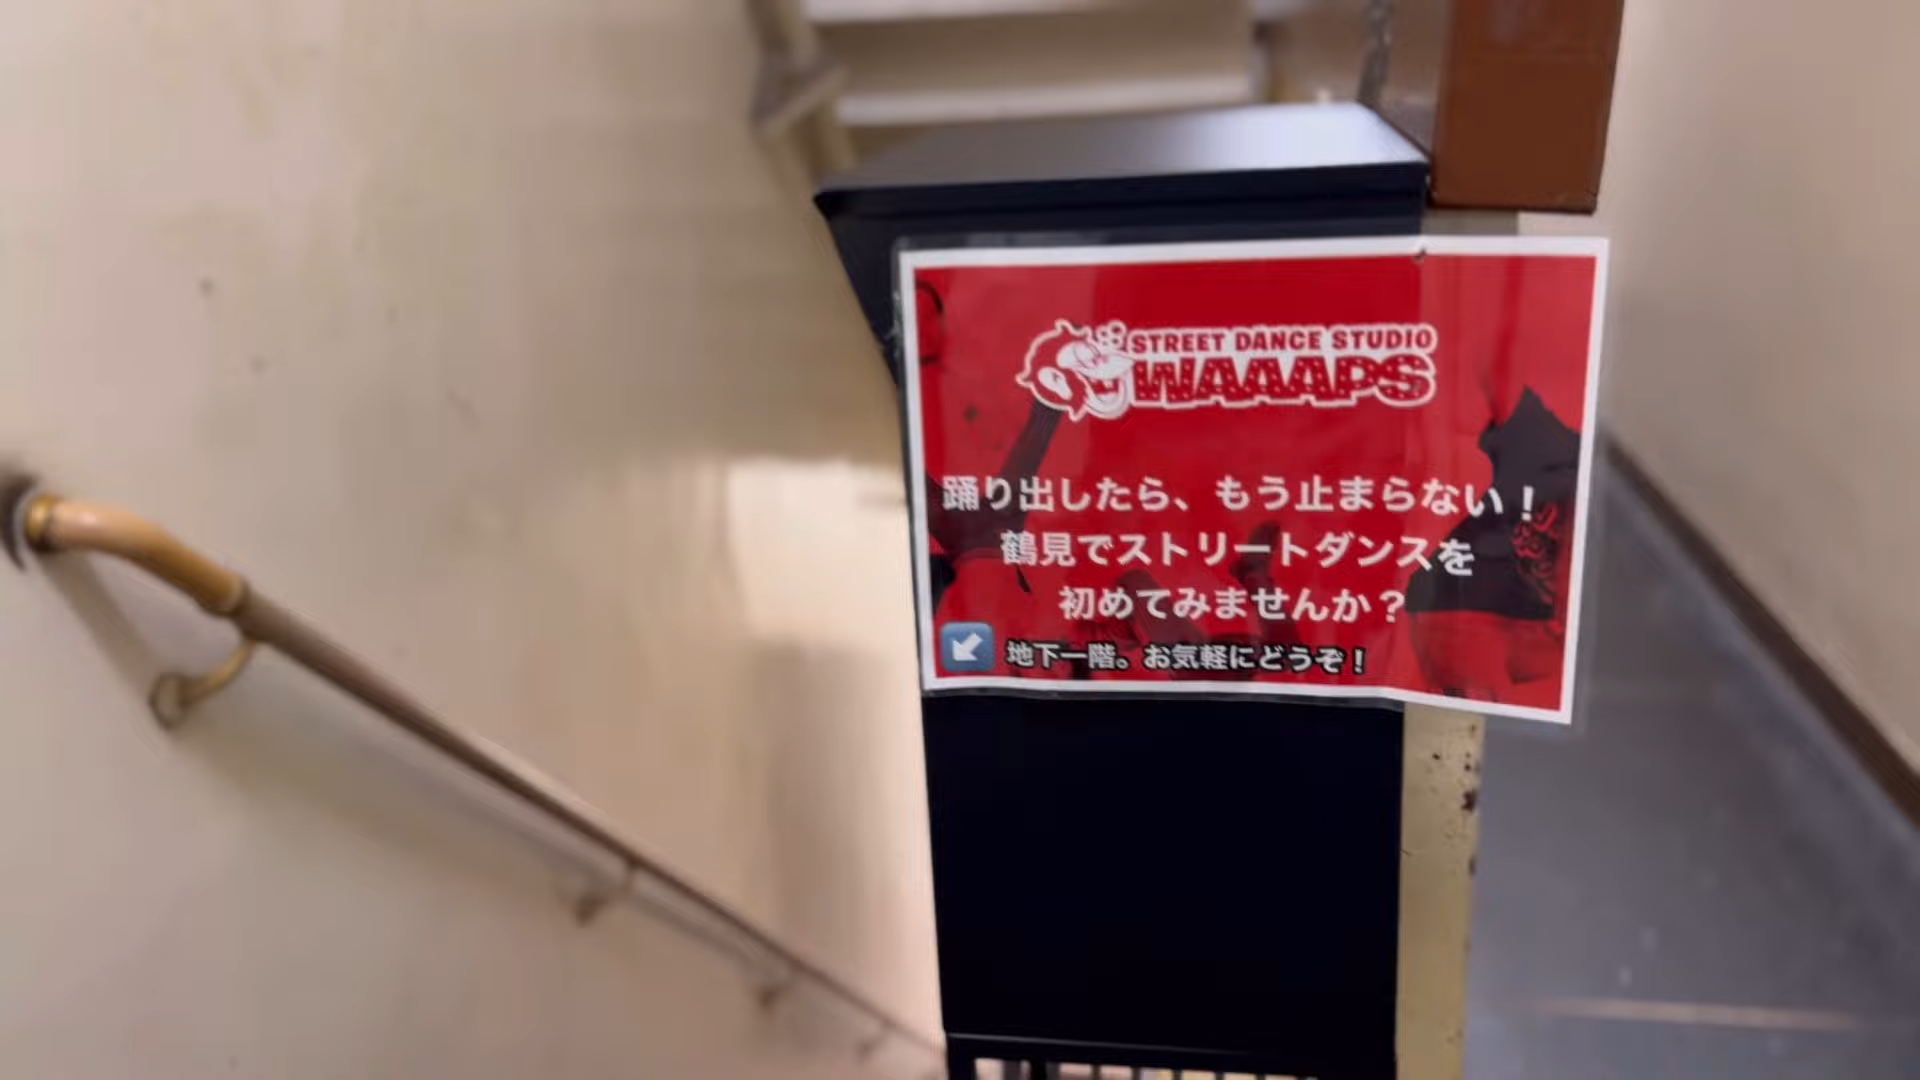 STREET DANCE STUDIO
WAAAPS
踊り出したら、もう止まらない！
鶴見でストリートダンスを
初めてみませんか？
地下一階。お気軽にどうぞ！